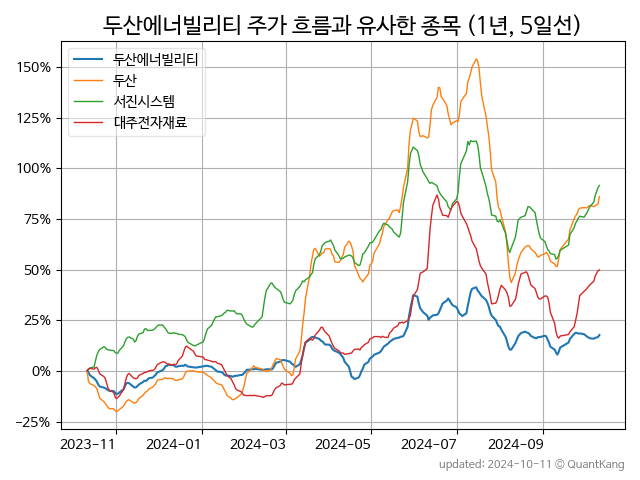 두산에너빌리티 주가 흐름과 유사한 종목 (1년, 5일선)
두산에너빌리티
두산
서진시스템
대주전자재료
150%
125%
100%
75%
50%
25%
0%
−25%
2023-11
2024-01
2024-03
2024-05
2024-07
2024-09
updated: 2024-10-11 © QuantKang